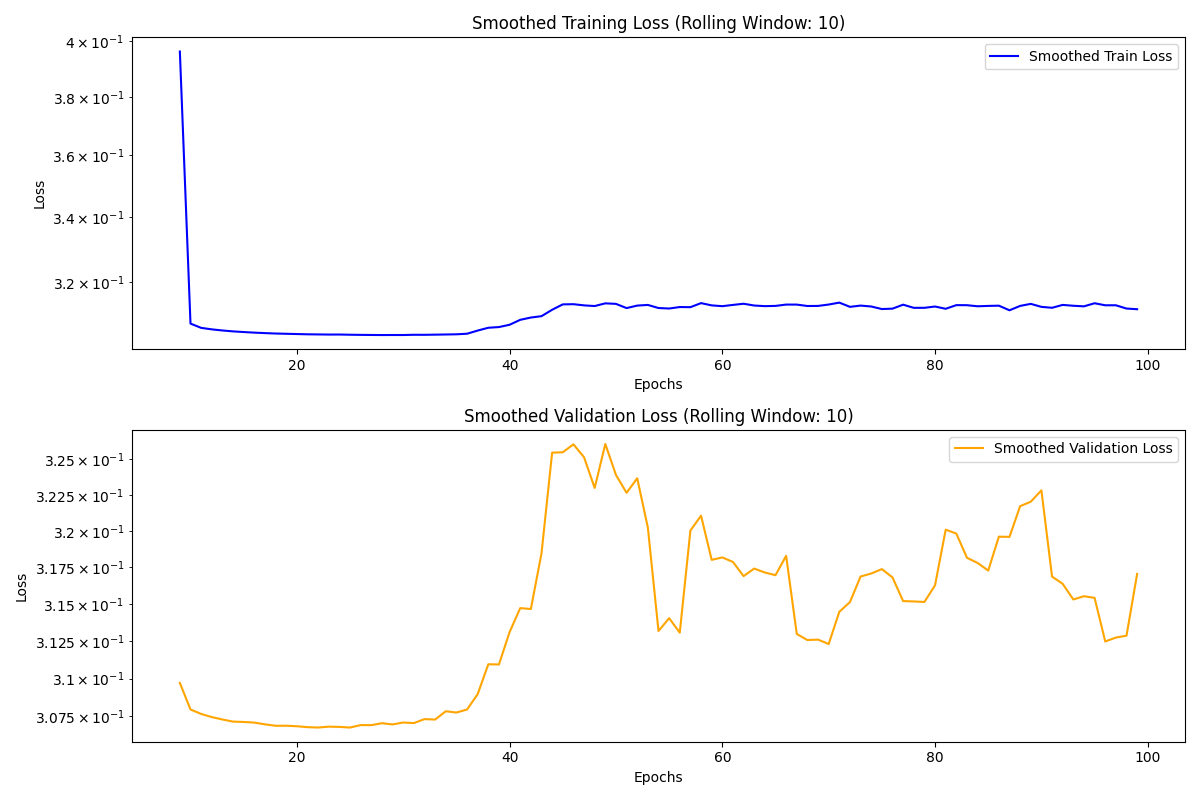 Smoothed Training Loss (Rolling Window: 10)
4 × 10⁻¹
3.8 × 10⁻¹
3.6 × 10⁻¹
3.4 × 10⁻¹
3.2 × 10⁻¹
Loss
Smoothed Train Loss
20 40 60 80 100
Epochs
Smoothed Validation Loss (Rolling Window: 10)
3.25 × 10⁻¹
3.225 × 10⁻¹
3.2 × 10⁻¹
3.175 × 10⁻¹
3.15 × 10⁻¹
3.125 × 10⁻¹
3.1 × 10⁻¹
3.075 × 10⁻¹
Loss
Smoothed Validation Loss
20 40 60 80 100
Epochs